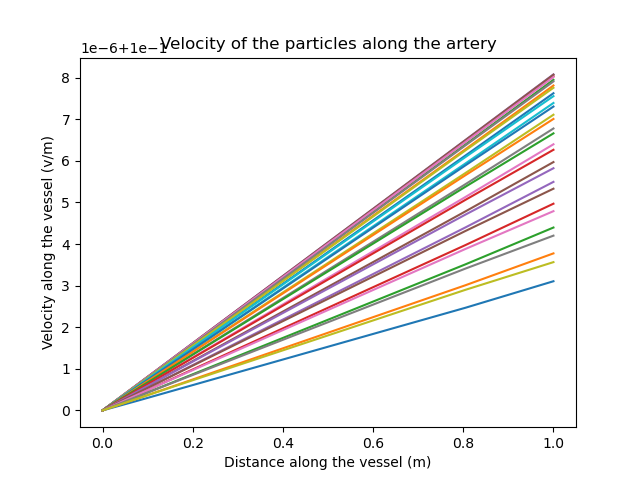 Velocity of the particles along the artery
1e−6+1e−1
8
7
6
5
4
3
2
1
0
Velocity along the vessel (v/m)
0.0 0.2 0.4 0.6 0.8 1.0
Distance along the vessel (m)